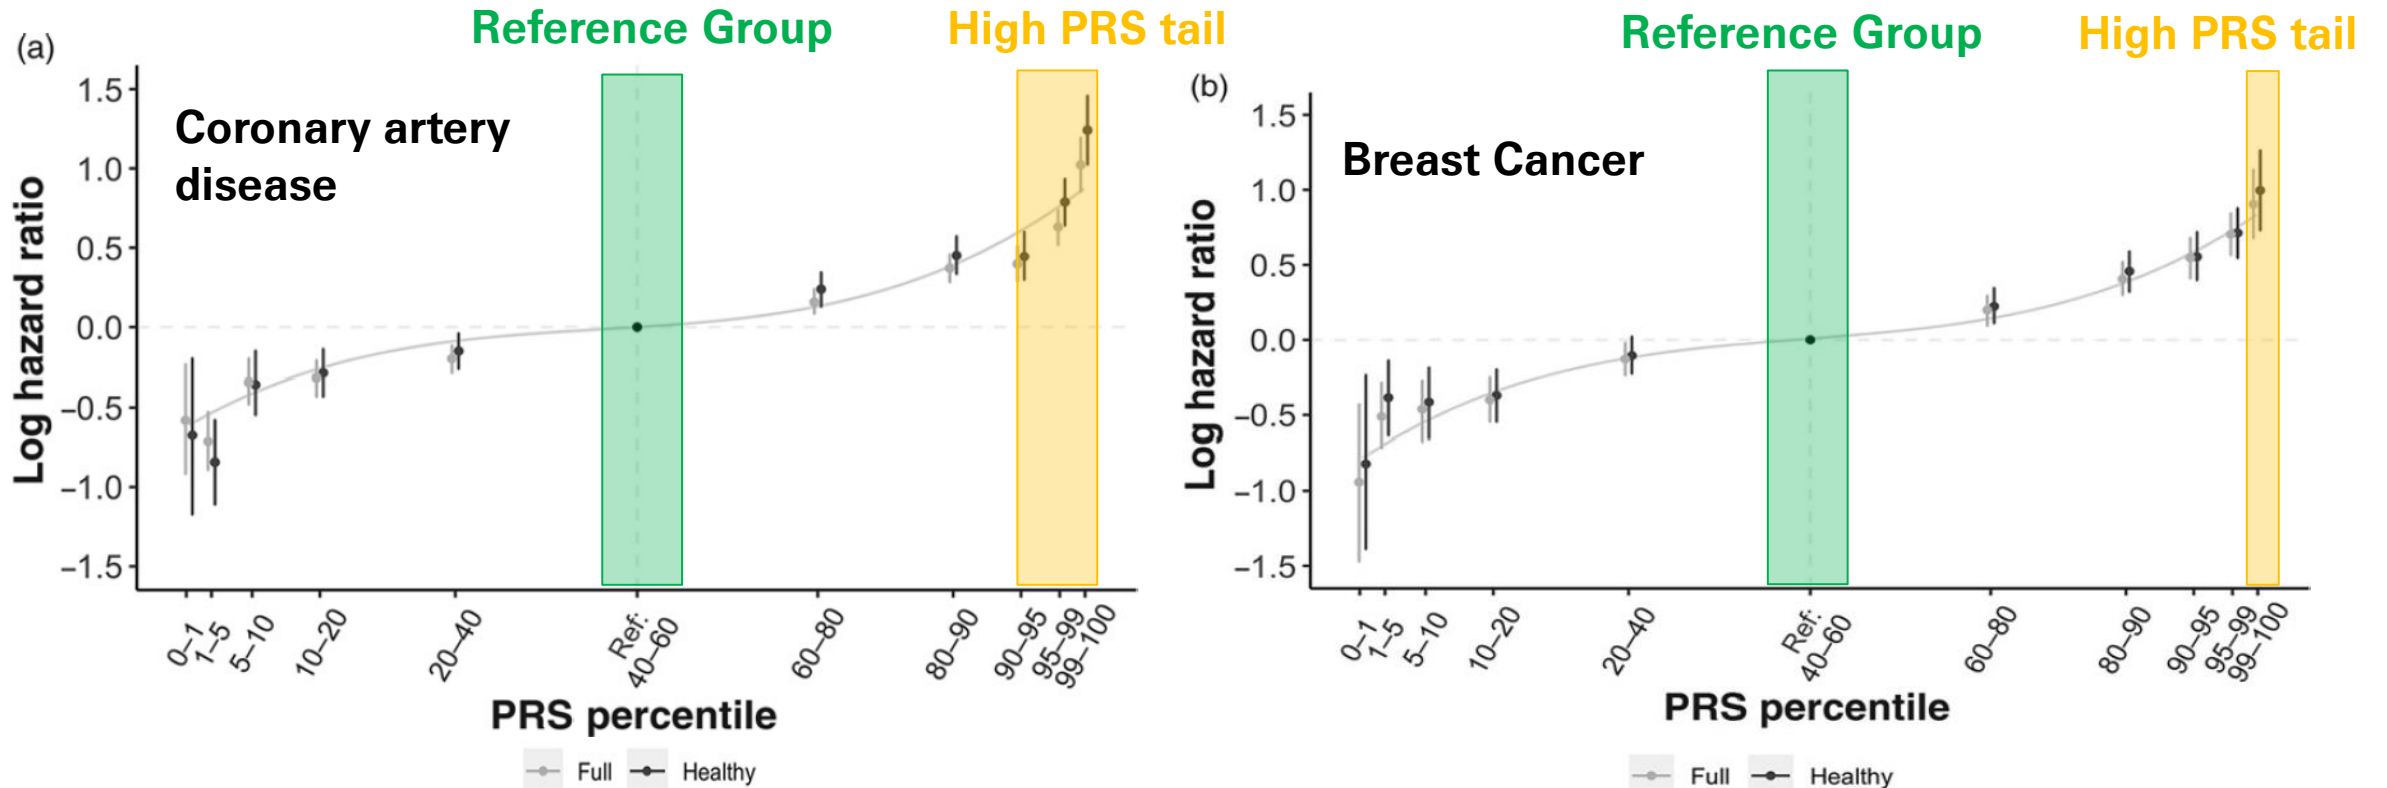 Reference Group
High PRS tail
(a)
Coronary artery
disease
Log hazard ratio
1.5
1.0
0.5
0.0
−0.5
−1.0
−1.5
0–1
1–5
5–10
10–20
20–40
Ref:
40–60
60–80
80–90
90–95
95–99
99–100
PRS percentile
Full
Healthy
Reference Group
High PRS tail
(b)
Breast Cancer
Log hazard ratio
1.5
1.0
0.5
0.0
−0.5
−1.0
−1.5
0–1
1–5
5–10
10–20
20–40
Ref:
40–60
60–80
80–90
90–95
95–99
99–100
PRS percentile
Full
Healthy